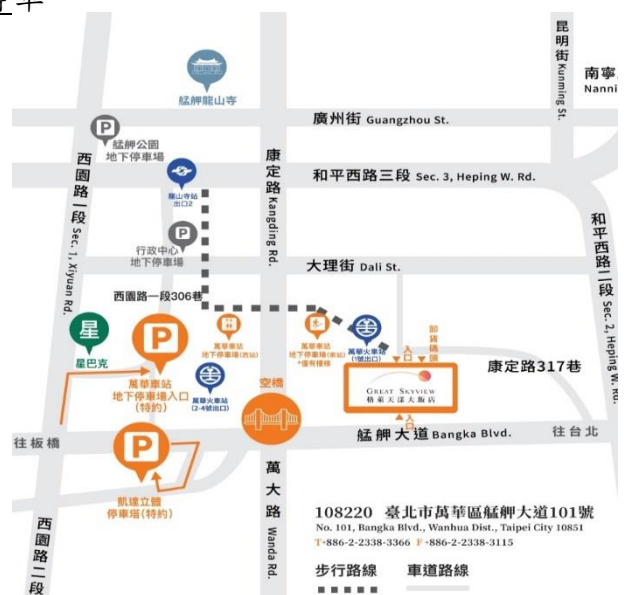 停車
艋舺龍山寺
昆明街 Kunming St.
南寧
Nanni
廣州街 Guangzhou St.
艋舺公園
地下停車場
西園路一段 Sec. 1, Xiyuan Rd.
康定路 Kangding Rd.
和平西路三段 Sec. 3, Heping W. Rd.
龍山寺站
出口2
行政中心
地下停車場
大理街 Dali St.
和平西路二段 Sec. 2, Heping W. Rd.
西園路一段306巷
星
星巴克
萬華車站
地下停車場入口
(特約)
萬華車站
地下停車場(西站)
萬華火車站
(2-4號出口)
萬華車站
地下停車場(東站)
*僅有樓梯
萬華火車站
(1號出口)
入口
卸貨碼頭
空橋
GREAT SKYVIEW
格萊天漾大飯店
入口
康定路317巷
往板橋
艋舺大道 Bangka Blvd.
往台北
凱達立體
停車塔(特約)
萬大路 Wanda Rd.
西園路二段
108220 臺北市萬華區艋舺大道101號
No. 101, Bangka Blvd., Wanhua Dist., Taipei City 10851
T+886-2-2338-3366 F+886-2-2338-3115
步行路線 車道路線